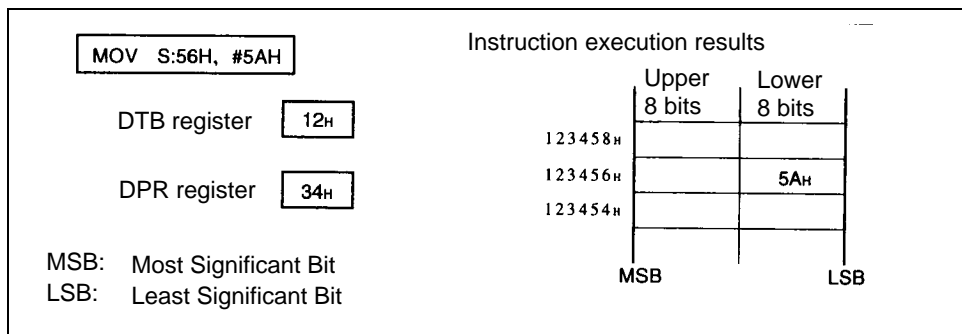 MOV S:56H, #5AH
DTB register 12H
DPR register 34H
MSB: Most Significant Bit
LSB: Least Significant Bit
Instruction execution results
Upper 8 bits
Lower 8 bits
123458H
123456H 5AH
123454H
MSB LSB